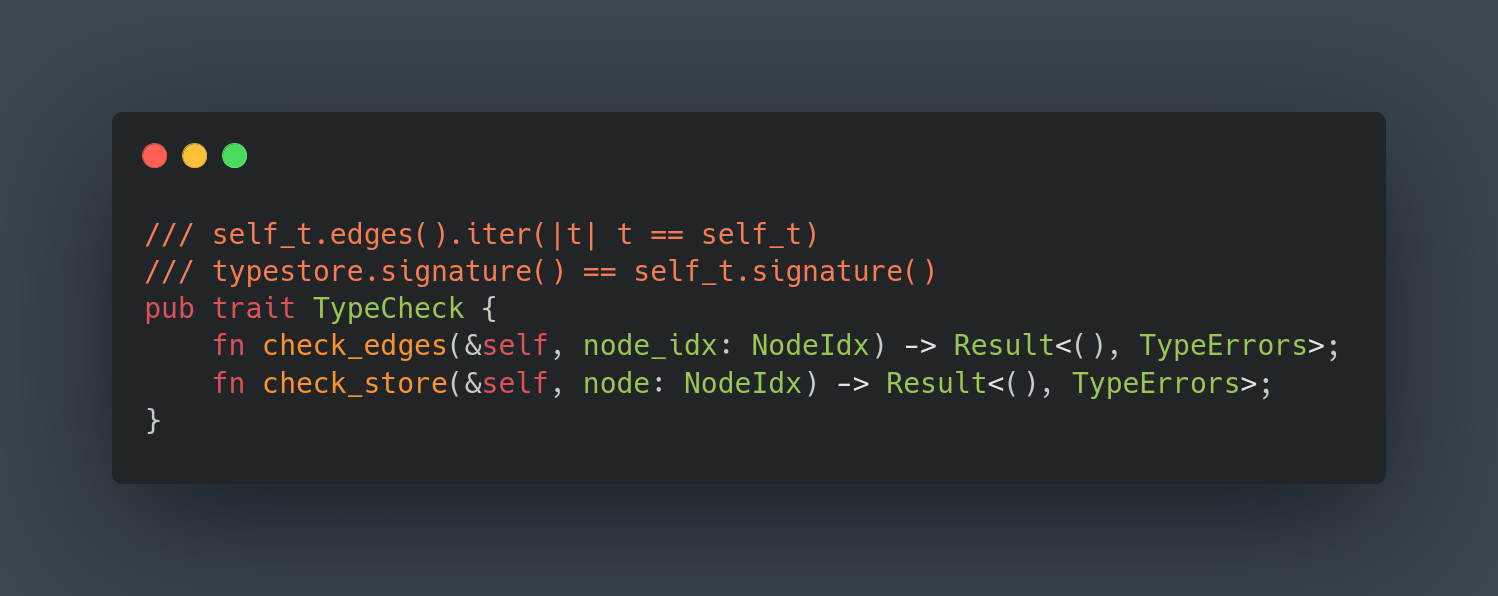 /// self_t.edges().iter(|t| t == self_t)
/// typestore.signature() == self_t.signature()
pub trait TypeCheck {
    fn check_edges(&self, node_idx: NodeIdx) -> Result<(), TypeErrors>;
    fn check_store(&self, node: NodeIdx) -> Result<(), TypeErrors>;
}